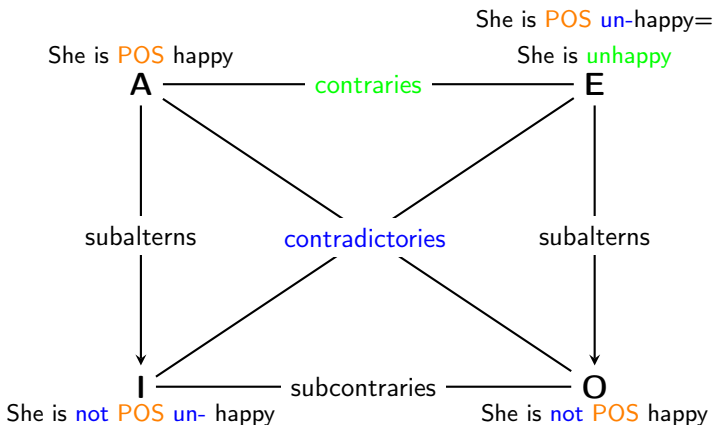 She is POS un-happy=
She is POS happy
She is unhappy
A
contraries
E
subalterns
contradictories
subalterns
I
subcontraries
O
She is not POS un- happy
She is not POS happy